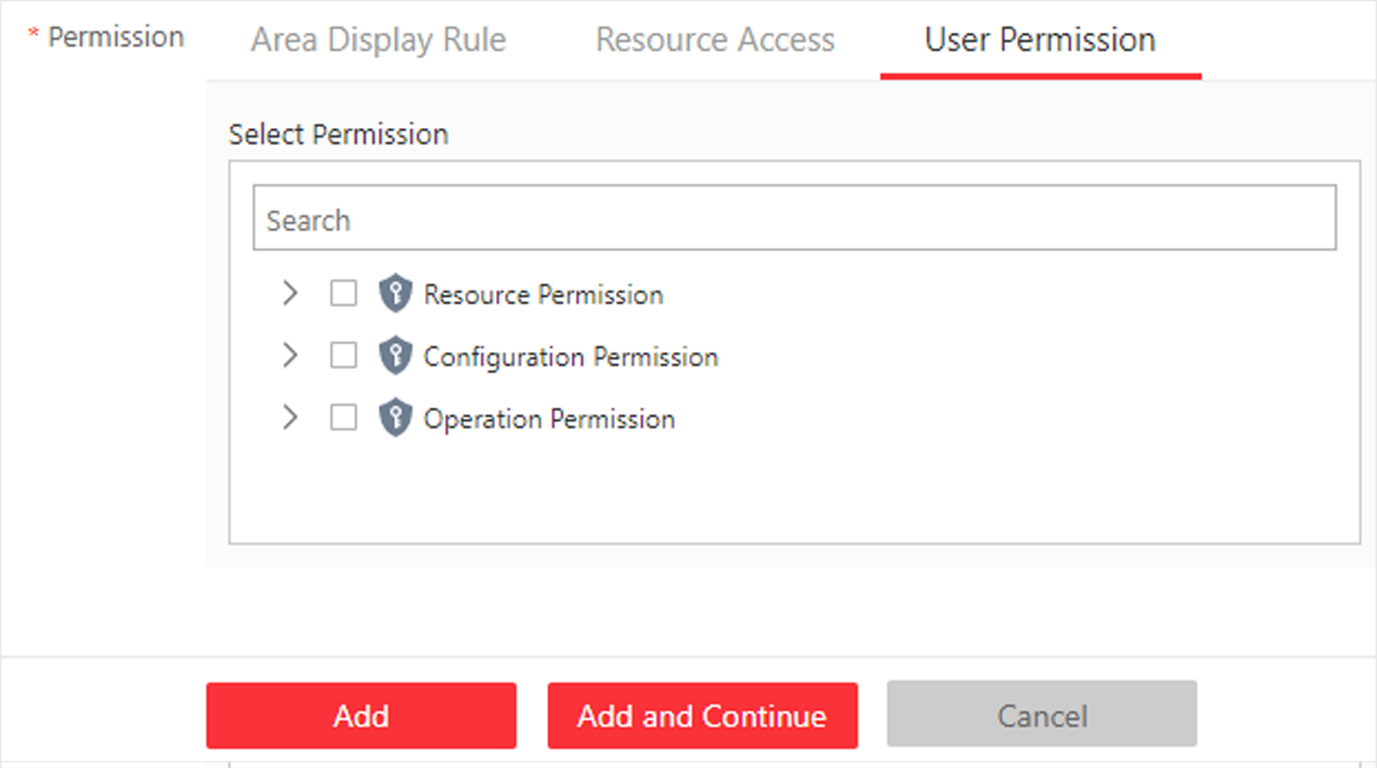 * Permission
Area Display Rule Resource Access User Permission
Select Permission
Search
Resource Permission
Configuration Permission
Operation Permission
Add Add and Continue Cancel